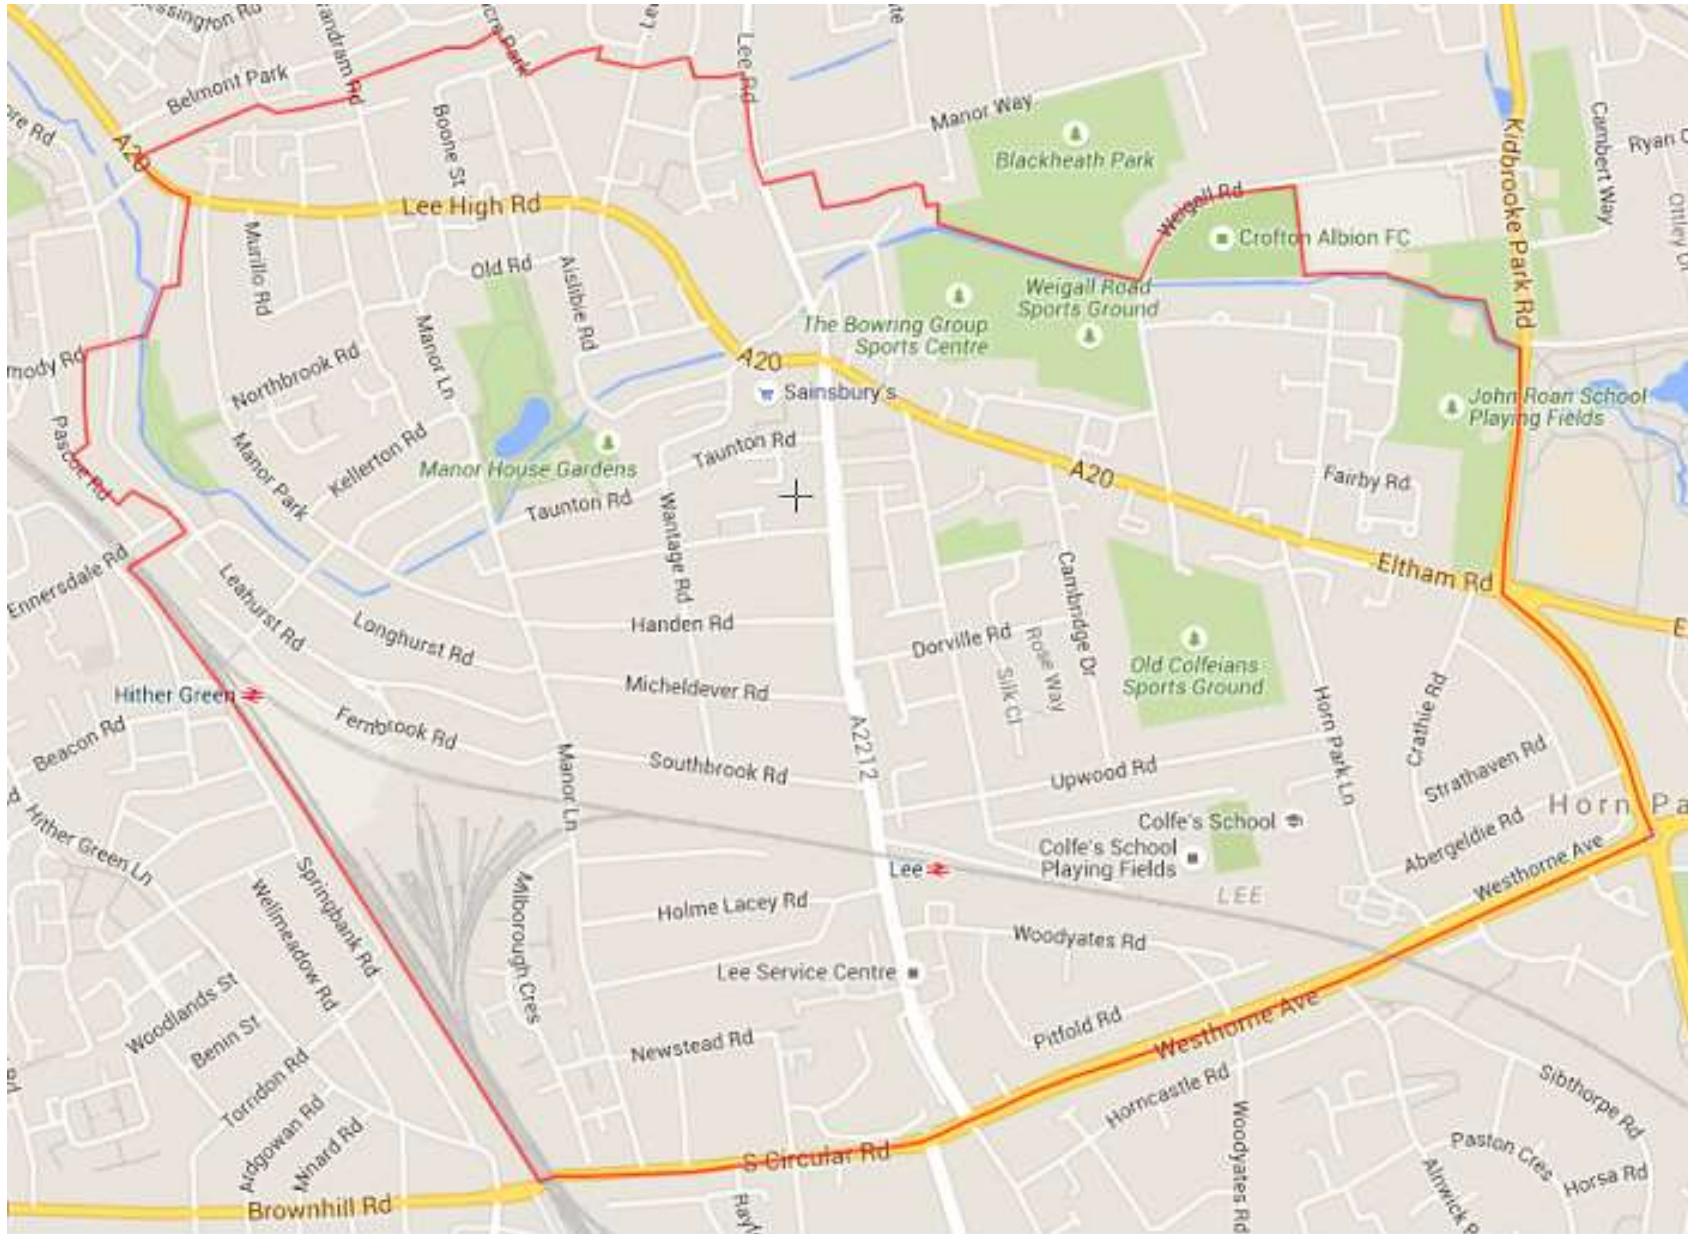 Belmont Park
Lee Rd
Manor Way
Blackheath Park
Kidbrooke Park Rd
Cambert Way
A20
Boone St
Lee High Rd
Weigall Rd
Crofton Albion FC
Murillo Rd
Old Rd
Aislibie Rd
Weigall Road
Sports Ground
The Bowring Group
Sports Centre
Manor Ln
Northbrook Rd
A20
Sainsbury's
John Roan School
Playing Fields
Pascoe Rd
Manor Park
Kellerton Rd
Manor House Gardens
Taunton Rd
A20
Fairby Rd
Taunton Rd
Wantage Rd
Ennersdale Rd
Leahurst Rd
Longhurst Rd
Handen Rd
Cambridge Dr
Eltham Rd
Dorville Rd
Rose Way
Silk Cl
Old Colfeians
Sports Ground
Hither Green
Micheldever Rd
Beacon Rd
Fernbrook Rd
Southbrook Rd
A2212
Horn Park Ln
Crathie Rd
Upwood Rd
Strathaven Rd
Manor Ln
Hither Green Ln
Colfe's School
Horn Pa
Colfe's School
Playing Fields
Abergeldie Rd
Lee
LEE
Westhorne Ave
Springbank Rd
Wellmeadow Rd
Milborough Cres
Holme Lacey Rd
Woodyates Rd
Lee Service Centre
Woodlands St
Benin St
Newstead Rd
Pitfold Rd
Westhorne Ave
Torridon Rd
Horncastle Rd
Sibthorpe Rd
Ardgowan Rd
Minard Rd
S Circular Rd
Woodyates Rd
Paston Cres
Horsa Rd
Brownhill Rd